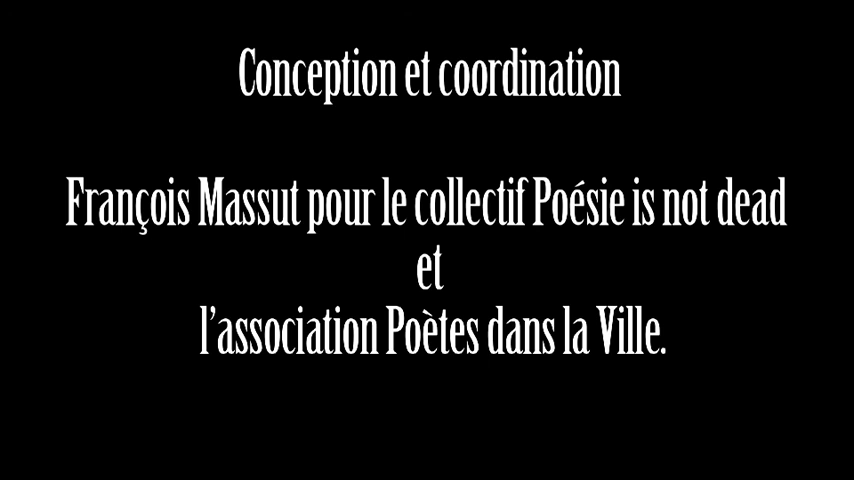 Conception et coordination
François Massut pour le collectif Poésie is not dead
et
l'association Poètes dans la Ville.